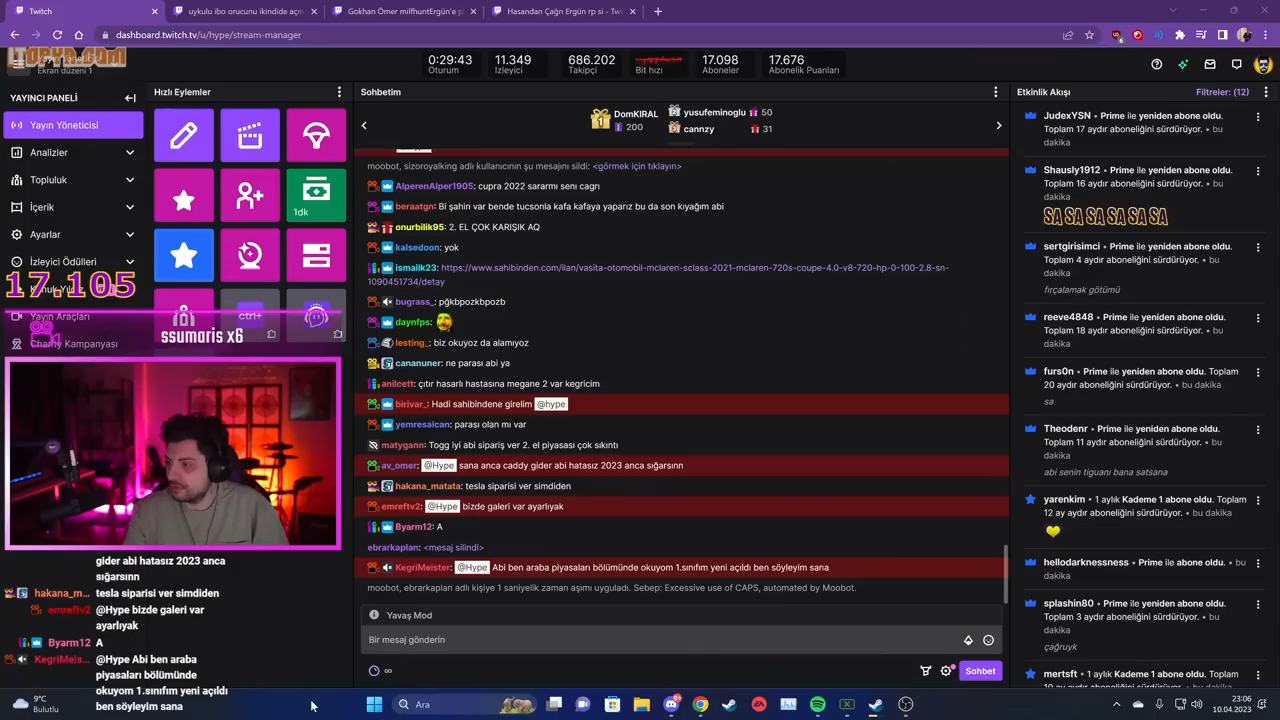 Twitch
uykulu ibo orucunu ikindide açm
Gokhan Ömer milfhuntErgün'e p
Hasandan Çağrı Ergün rp si - Tw
dashboard.twitch.tv/u/hype/stream-manager
Ekran düzeni 1
0:29:43
Oturum
11.349
İzleyici
686.202
Takipçi
Bit hızı
17.098
Aboneler
17.676
Abonelik Puanları
YAYINCI PANELİ
Yayın Yöneticisi
Analizler
Topluluk
İçerik
Ayarlar
İzleyici Ödülleri
17.105
Yayın Araçları
Charity Kampanyası
Hızlı Eylemler
1dk
ctrl+
ssumaris x6
Sohbetim
DomKIRAL
200
yusufeminoglu 50
cannzy 31
moobot, sizoroyalking adlı kullanıcının şu mesajını sildi: <görmek için tıklayın>
AlperenAlper1905: cupra 2022 sararmı senı cagrı
beraatgn: Bi şahin var bende tucsonla kafa kafaya yaparız bu da son kıyağım abi
onurbilik95: 2. EL ÇOK KARIŞIK AQ
kalsedoon: yok
ismailk23: https://www.sahibinden.com/ilan/vasita-otomobil-mclaren-sclass-2021-mclaren-720s-coupe-4.0-v8-720-hp-0-100-2.8-sn-
1090451734/detay
bugrass_: pğkbpozkbpozb
daynfps:
lesting_: biz okuyoz da alamıyoz
cananuner: ne parası abi ya
anilcett: çıtır hasarlı hastasına megane 2 var kegricim
birivar_: Hadi sahibindene girelim @hype
yemresalcan: parası olan mı var
matygann: Togg iyi abi sipariş ver 2. el piyasası çok sıkıntı
av_omer: @Hype sana anca caddy gider abi hatasız 2023 anca sığarsınn
hakana_matata: tesla siparisi ver simdiden
emreftv2: @Hype bizde galeri var ayarlıyak
Byarm12: A
ebrarkaplan: <mesaj silindi>
KegriMeister: @Hype Abi ben araba piyasaları bölümünde okuyom 1.sınıfım yeni açıldı ben söyleyim sana
moobot, ebrarkaplan adlı kişiye 1 saniyelik zaman aşımı uyguladı. Sebep: Excessive use of CAPS, automated by Moobot.
Yavaş Mod
Bir mesaj gönderin
Sohbet
Etkinlik Akışı
Filtreler: (12)
JudexYSN • Prime ile yeniden abone oldu.
Toplam 17 aydır aboneliğini sürdürüyor. • bu
dakika
Shausly1912 • Prime ile yeniden abone oldu.
Toplam 16 aydır aboneliğini sürdürüyor. • bu
dakika
SA SA SA SA SA SA
sertgirisimci • Prime ile yeniden abone oldu.
Toplam 4 aydır aboneliğini sürdürüyor. • bu
dakika
fırçalamak götümü
reeve4848 • Prime ile yeniden abone oldu.
Toplam 18 aydır aboneliğini sürdürüyor. • bu
dakika
furs0n • Prime ile yeniden abone oldu. Toplam
20 aydır aboneliğini sürdürüyor. • bu dakika
sa
Theodenr • Prime ile yeniden abone oldu.
Toplam 11 aydır aboneliğini sürdürüyor. • bu
dakika
abi senin tiguanı bana satsana
yarenkim • 1 aylık Kademe 1 abone oldu. Toplam
12 ay aydır aboneliğini sürdürüyor. • bu dakika
hellodarknessness • Prime ile abone oldu. • bu
dakika
splashin80 • Prime ile yeniden abone oldu.
Toplam 3 aydır aboneliğini sürdürüyor. • bu
dakika
çağruyk
mertsft • 1 aylık Kademe 1 abone oldu. Toplam
gider abi hatasız 2023 anca
sığarsınn
hakana_m... tesla siparisi ver simdiden
emreftv2: @Hype bizde galeri var
ayarlıyak
Byarm12: A
KegriMeis... @Hype Abi ben araba
piyasaları bölümünde
okuyom 1.sınıfım yeni açıldı
ben söyleyim sana
9°C
Bulutlu
Ara
23:06
10.04.2023